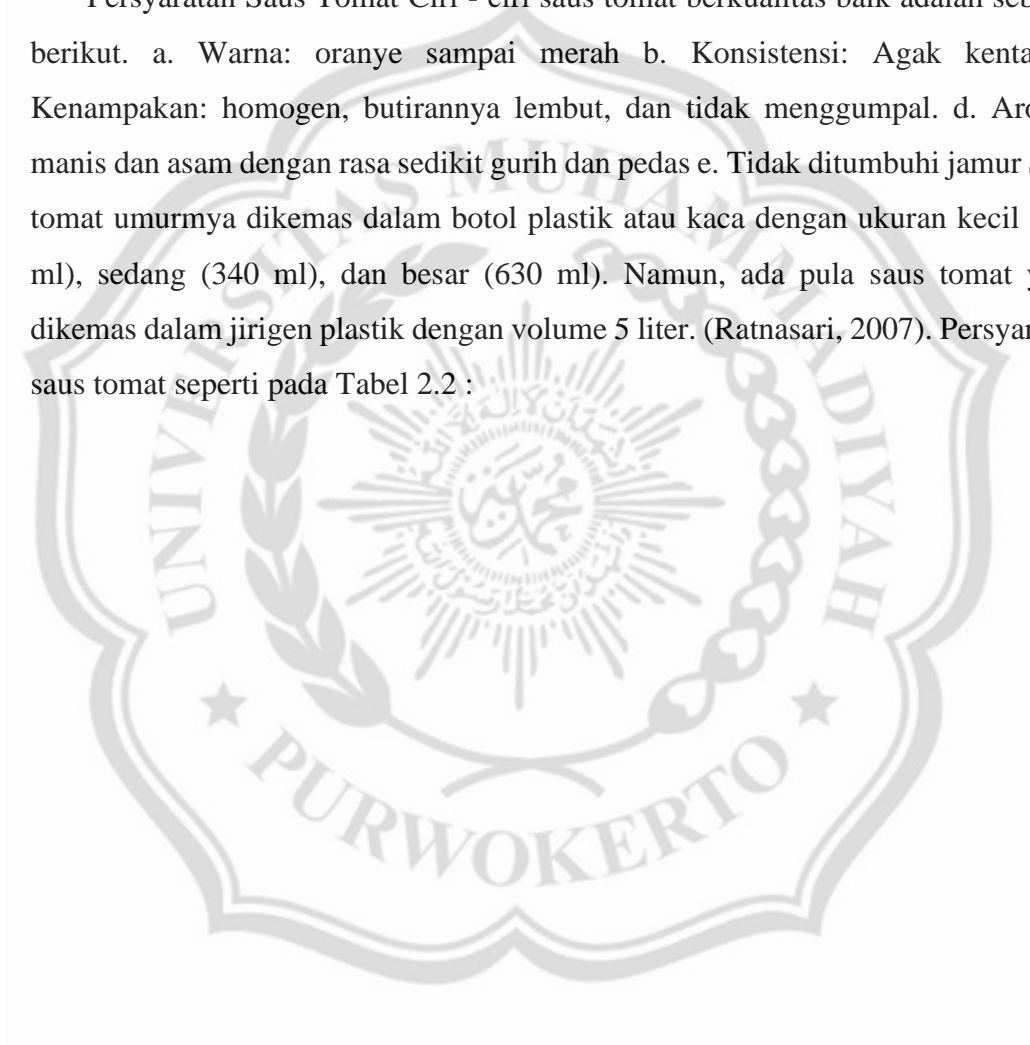 Persyaratan Saus Tomat Ciri - ciri saus tomat berkualitas baik adalah
berikut. a. Warna: oranye sampai merah b. Konsistensi: Agak
Kenampakan: homogen, butirannya lembut, dan tidak menggumpal. d.
manis dan asam dengan rasa sedikit gurih dan pedas e. Tidak ditumbuhi jamur
tomat umurmya dikemas dalam botol plastik atau kaca dengan ukuran kecil
ml), sedang (340 ml), dan besar (630 ml). Namun, ada pula saus tomat
dikemas dalam jirigen plastik dengan volume 5 liter. (Ratnasari, 2007).
saus tomat seperti pada Tabel 2.2 :
UNIVERSITAS MUHAMMADIYAH
PURWOKERTO